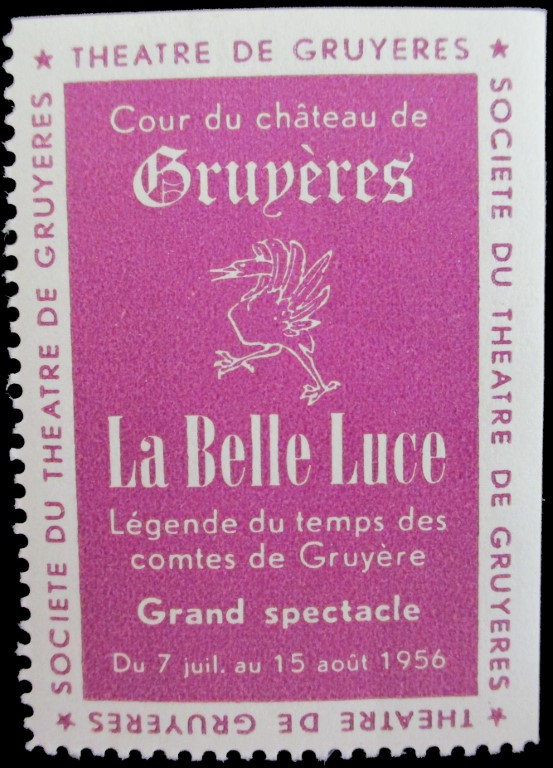 ★ THEATRE DE GRUYERES ★
SOCIETE DU THEATRE DE GRUYERES
Cour du château de
Gruyères
La Belle Luce
Légende du temps des
comtes de Gruyère
Grand spectacle
Du 7 juil. au 15 août 1956
SOCIETE DU THEATRE DE GRUYERES
★ THEATRE DE GRUYERES ★